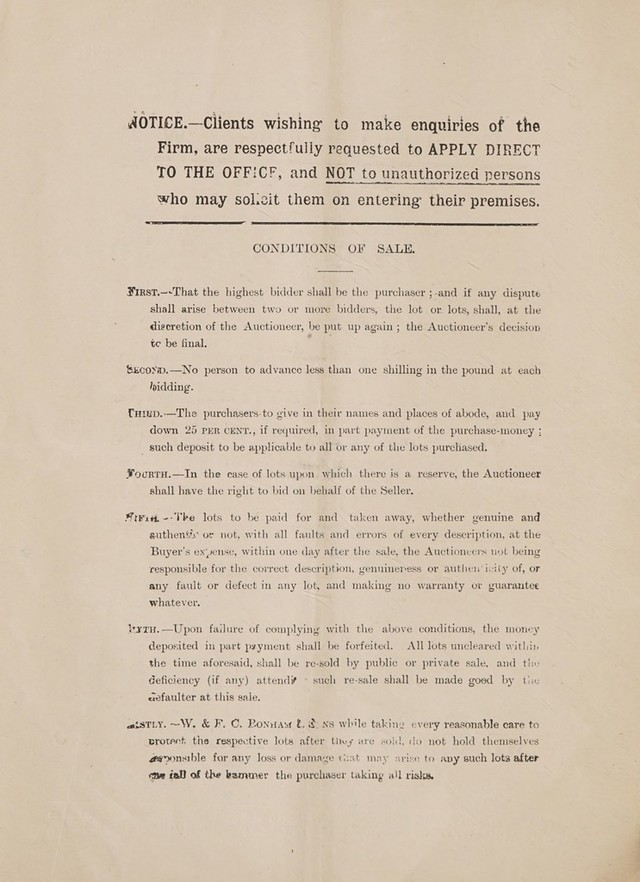 NOTICE.—Clients wishing to make enquiries of the
Firm, are respectfully requested to APPLY DIRECT
TO THE OFFICE, and NOT to unauthorized persons
who may solicit them on entering their premises.
CONDITIONS OF SALE.
FIRST.—That the highest bidder shall be the purchaser; and if any dispute
shall arise between two or more bidders, the lot or lots, shall, at the
discretion of the Auctioneer, be put up again; the Auctioneer's decision
to be final.
SECOND.—No person to advance less than one shilling in the pound at each
bidding.
THIRD.—The purchasers to give in their names and places of abode, and pay
down 25 PER CENT., if required, in part payment of the purchase-money;
such deposit to be applicable to all or any of the lots purchased.
FOURTH.—In the case of lots upon which there is a reserve, the Auctioneer
shall have the right to bid on behalf of the Seller.
FIFTH.—The lots to be paid for and taken away, whether genuine and
authentic or not, with all faults and errors of every description, at the
Buyer's expense, within one day after the sale, the Auctioneers not being
responsible for the correct description, genuineness or authenticity of, or
any fault or defect in any lot, and making no warranty or guarantee
whatever.
SIXTH.—Upon failure of complying with the above conditions, the money
deposited in part payment shall be forfeited. All lots uncleared within
the time aforesaid, shall be re-sold by public or private sale, and the
deficiency (if any) attending such re-sale shall be made good by the
defaulter at this sale.
LASTLY.—W. & F. C. BONHAM & SONS while taking every reasonable care to
protect the respective lots after they are sold, do not hold themselves
responsible for any loss or damage that may arise to any such lots after
the fall of the hammer the purchaser taking all risks.